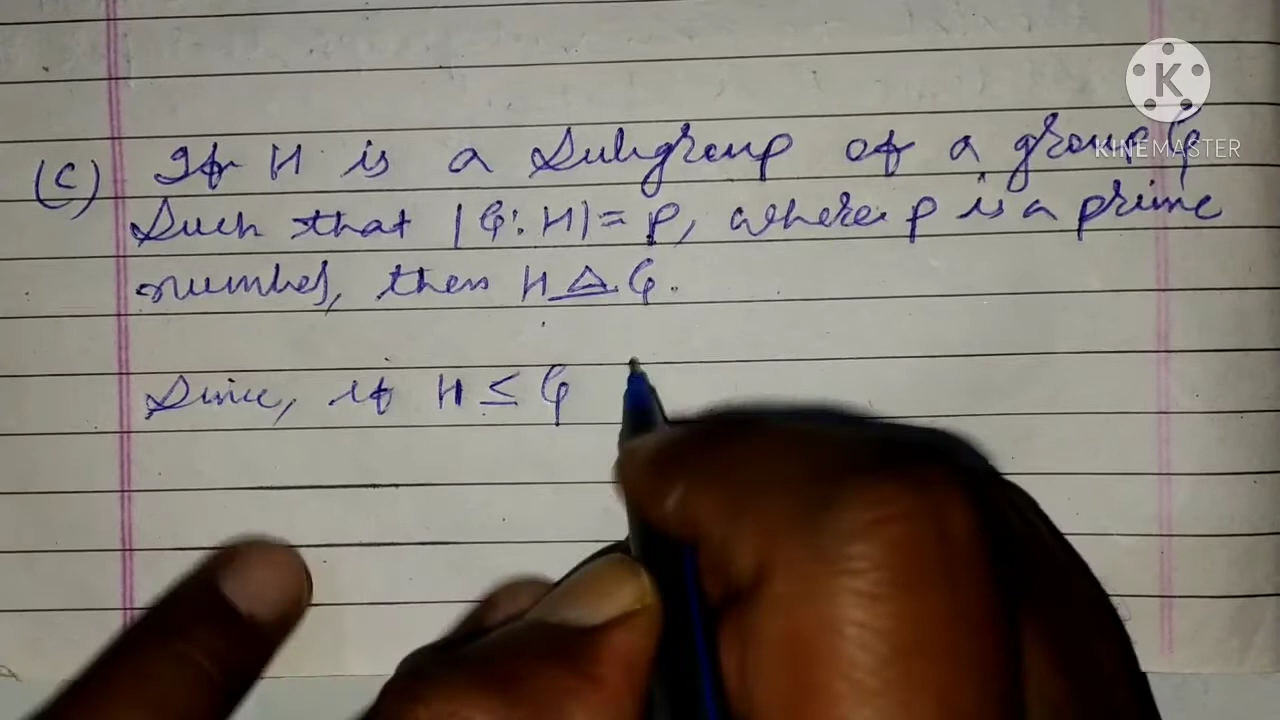 K
KINEMASTER
(c) If H is a subgroup of a group G
such that |G:H|=p, where p is a prime
number, then H ⊴ G.
Since, if H ≤ G